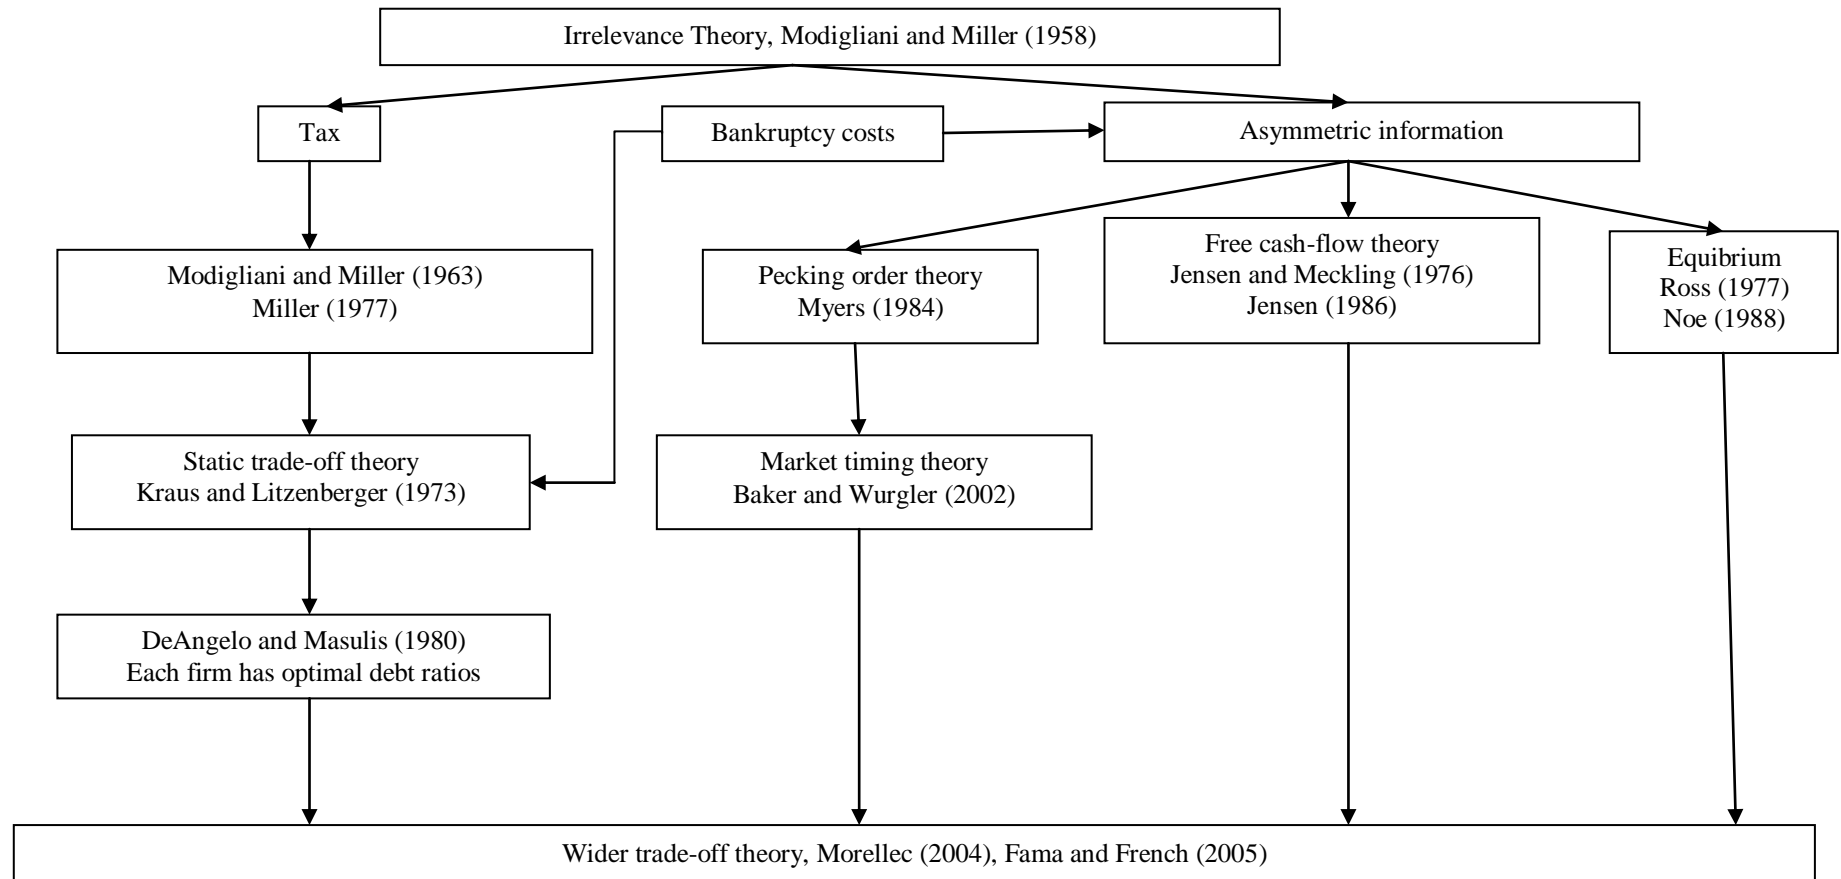 Irrelevance Theory, Modigliani and Miller (1958)
Tax
Bankruptcy costs
Asymmetric information
Modigliani and Miller (1963)
Miller (1977)
Pecking order theory
Myers (1984)
Free cash-flow theory
Jensen and Meckling (1976)
Jensen (1986)
Equibrium
Ross (1977)
Noe (1988)
Static trade-off theory
Kraus and Litzenberger (1973)
Market timing theory
Baker and Wurgler (2002)
DeAngelo and Masulis (1980)
Each firm has optimal debt ratios
Wider trade-off theory, Morellec (2004), Fama and French (2005)